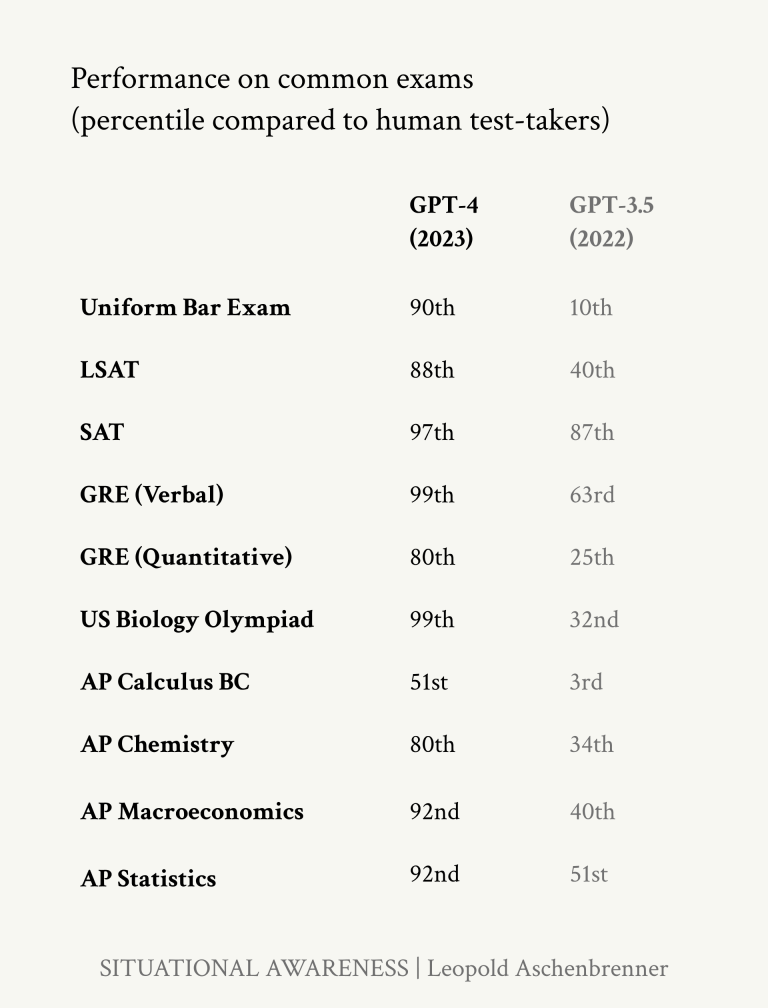 Performance on common exams
(percentile compared to human test-takers)
GPT-4 GPT-3.5
(2023) (2022)
Uniform Bar Exam 90th 10th
LSAT 88th 40th
SAT 97th 87th
GRE (Verbal) 99th 63rd
GRE (Quantitative) 80th 25th
US Biology Olympiad 99th 32nd
AP Calculus BC 51st 3rd
AP Chemistry 80th 34th
AP Macroeconomics 92nd 40th
AP Statistics 92nd 51st
SITUATIONAL AWARENESS | Leopold Aschenbrenner